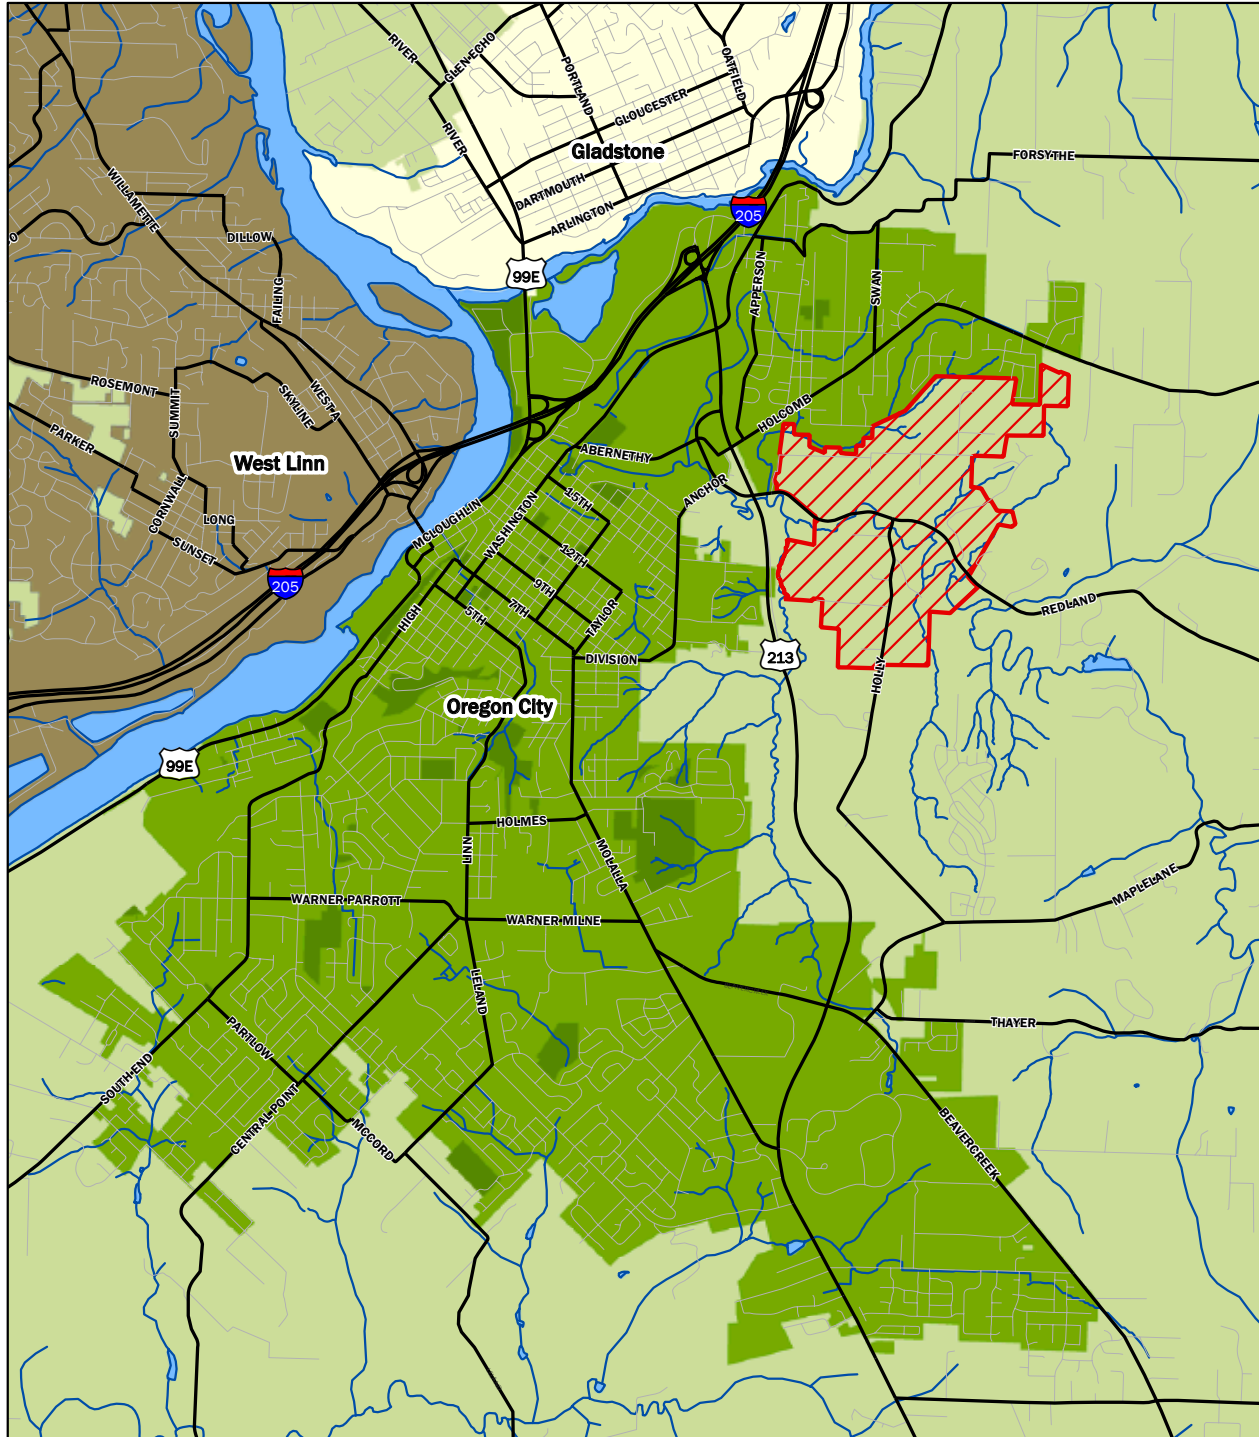 RIVER
GLEN ECHO
PORTLAND
OATFIELD
RIVER
GLOUCESTER
Gladstone
FORSYTHE
DARTMOUTH
WILLAMETTE
ARLINGTON
205
DILLOW
99E
FAILING
APPERSON
SWAN
ROSEMONT
SUMMIT
SKYLINE
WEST A
HOLCOMB
PARKER
West Linn
ABERNETHY
CORNWALL
15TH
ANCHOR
LONG
MCLOUGHLIN
WASHINGTON
SUNSET
12TH
205
9TH
7TH
5TH
HIGH
TAYLOR
REDLAND
DIVISION
213
HOLLY
Oregon City
99E
HOLMES
LINN
MOLALLA
MAPLELANE
WARNER PARROTT
WARNER MILNE
LELAND
THAYER
PARTLOW
SOUTH END
CENTRAL POINT
MCCORD
BEAVERCREEK